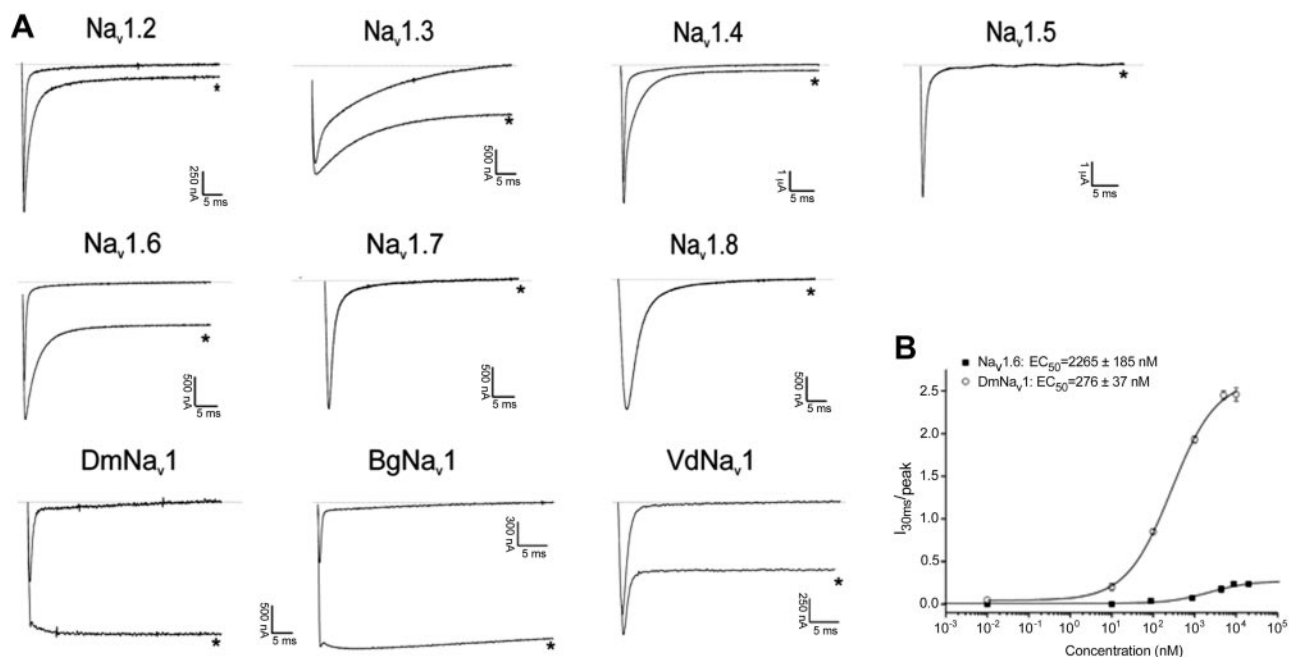 A
Nav1.2
Nav1.3
Nav1.4
Nav1.5
*
*
*
*
250 nA
5 ms
500 nA
5 ms
1 µA
5 ms
1 µA
5 ms
Nav1.6
Nav1.7
Nav1.8
*
*
*
500 nA
5 ms
500 nA
5 ms
500 nA
5 ms
DmNav1
BgNav1
VdNav1
300 nA
5 ms
*
*
*
500 nA
5 ms
250 nA
5 ms
B
Nav1.6: EC50=2265 ± 185 nM
DmNav1: EC50=276 ± 37 nM
I30ms/peak
2.5
2.0
1.5
1.0
0.5
0.0
10⁻³ 10⁻² 10⁻¹ 10⁰ 10¹ 10² 10³ 10⁴ 10⁵
Concentration (nM)